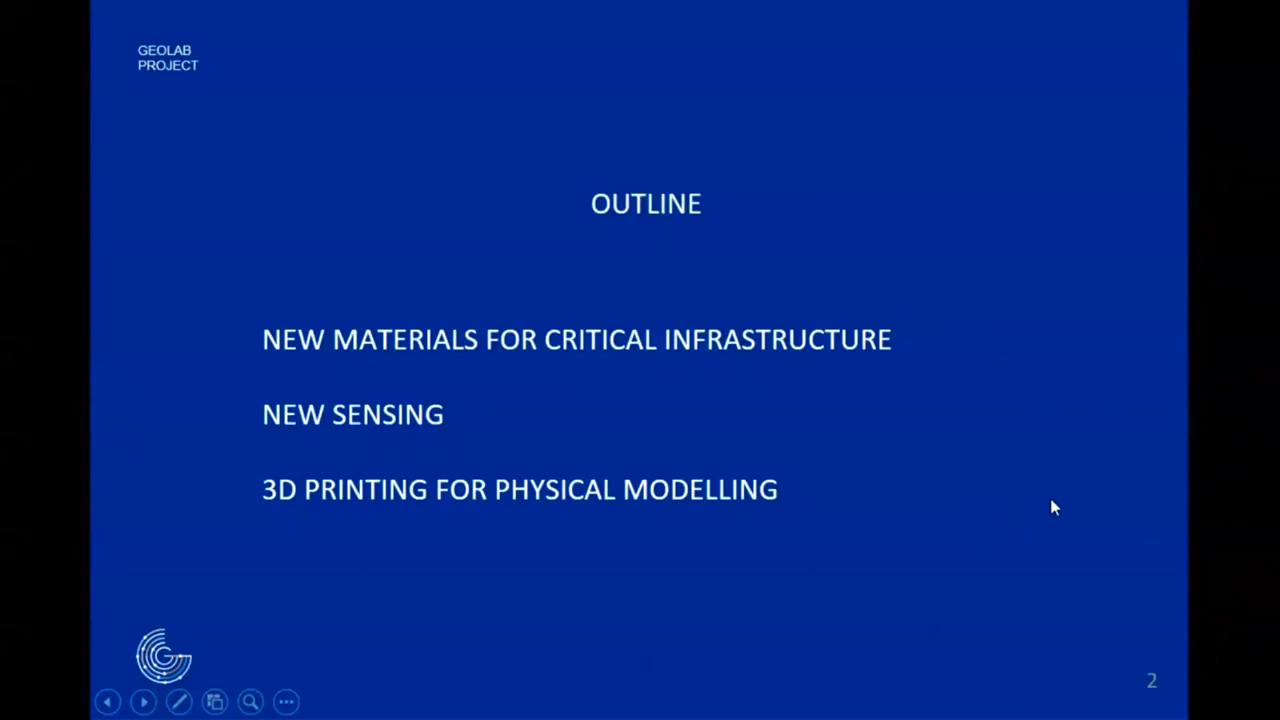 GEOLAB
PROJECT
OUTLINE
NEW MATERIALS FOR CRITICAL INFRASTRUCTURE
NEW SENSING
3D PRINTING FOR PHYSICAL MODELLING
2